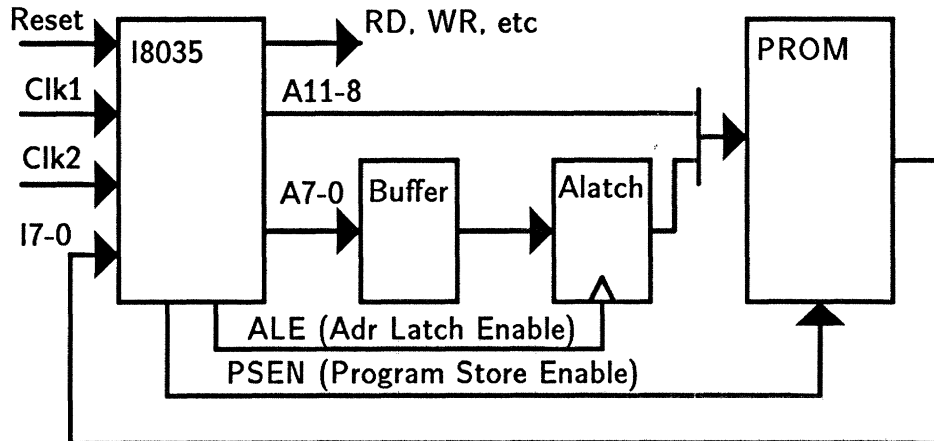 Reset
I8035
RD, WR, etc
PROM
Clk1
A11-8
Clk2
A7-0
Buffer
Alatch
I7-0
ALE (Adr Latch Enable)
PSEN (Program Store Enable)